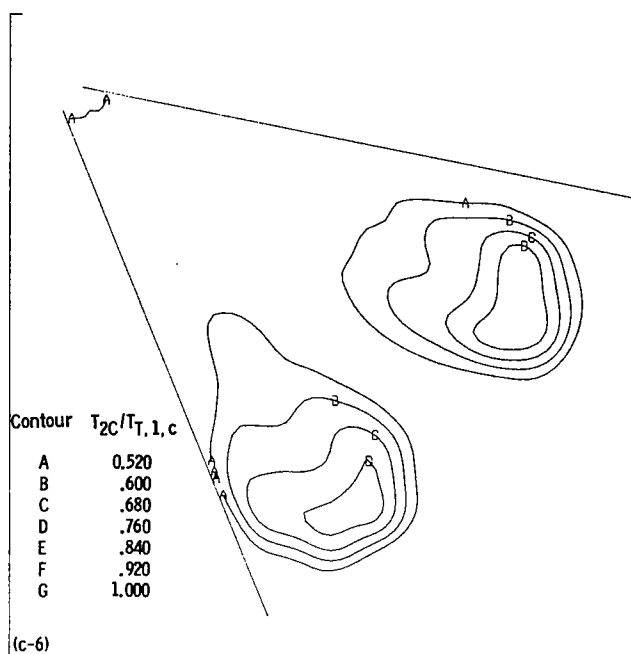 A
A
A
B
C
B
B
C
A
A
A
Contour T2C/TT, 1, c
A 0.520
B .600
C .680
D .760
E .840
F .920
G 1.000
(c-6)